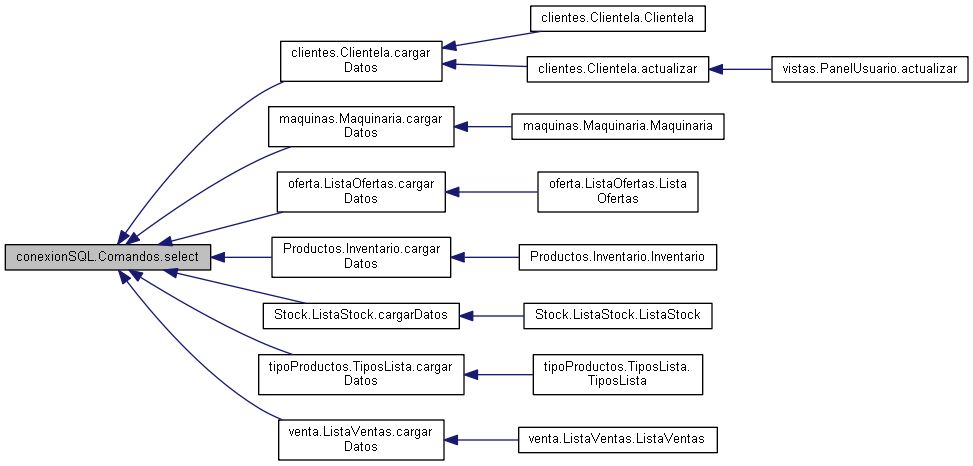 clientes.Clientela.Clientela
clientes.Clientela.cargar
Datos
clientes.Clientela.actualizar
vistas.PanelUsuario.actualizar
maquinas.Maquinaria.cargar
Datos
maquinas.Maquinaria.Maquinaria
oferta.ListaOfertas.cargar
Datos
oferta.ListaOfertas.Lista
Ofertas
conexionSQL.Comandos.select
Productos.Inventario.cargar
Datos
Productos.Inventario.Inventario
Stock.ListaStock.cargarDatos
Stock.ListaStock.ListaStock
tipoProductos.TiposLista.cargar
Datos
tipoProductos.TiposLista.
TiposLista
venta.ListaVentas.cargar
Datos
venta.ListaVentas.ListaVentas